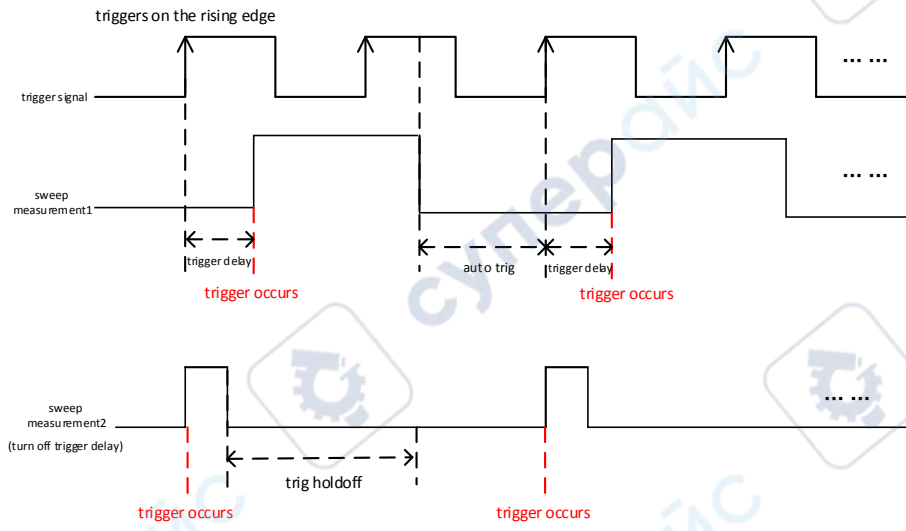 triggers on the rising edge
... ...
trigger signal
... ...
sweep
measurement1
trigger delay
auto trig
trigger delay
trigger occurs
trigger occurs
... ...
sweep
measurement2
(turn off trigger delay)
trig holdoff
trigger occurs
trigger occurs
суперайс